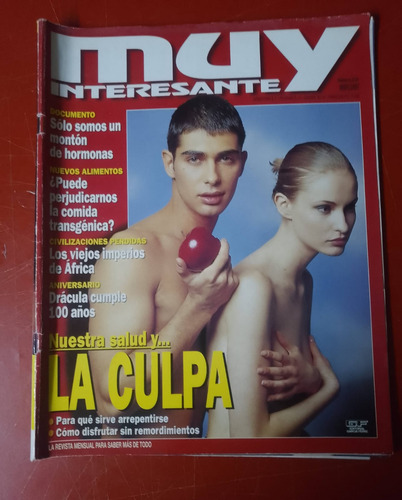 muy
INTERESANTE
DOCUMENTO
Sólo somos un
montón
de hormonas
NUEVOS ALIMENTOS
¿Puede
perjudicarnos
la comida
transgénica?
CIVILIZACIONES PERDIDAS
Los viejos imperios
de África
ANIVERSARIO
Drácula cumple
100 años
Nuestra salud y...
LA CULPA
• Para qué sirve arrepentirse
• Cómo disfrutar sin remordimientos
LA REVISTA MENSUAL PARA SABER MÁS DE TODO